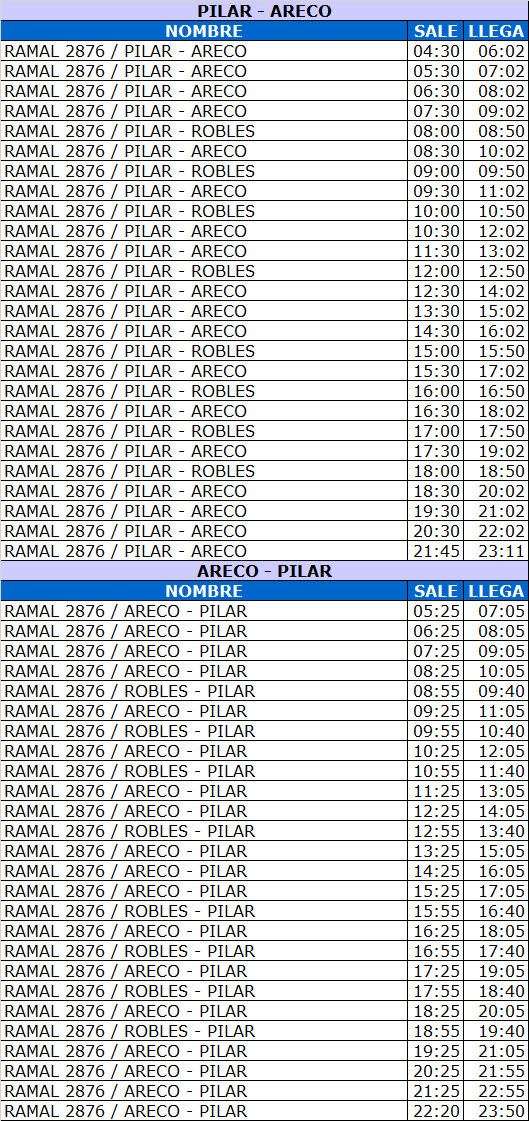 PILAR - ARECO
NOMBRE SALE LLEGA
RAMAL 2876 / PILAR - ARECO 04:30 06:02
RAMAL 2876 / PILAR - ARECO 05:30 07:02
RAMAL 2876 / PILAR - ARECO 06:30 08:02
RAMAL 2876 / PILAR - ARECO 07:30 09:02
RAMAL 2876 / PILAR - ROBLES 08:00 08:50
RAMAL 2876 / PILAR - ARECO 08:30 10:02
RAMAL 2876 / PILAR - ROBLES 09:00 09:50
RAMAL 2876 / PILAR - ARECO 09:30 11:02
RAMAL 2876 / PILAR - ROBLES 10:00 10:50
RAMAL 2876 / PILAR - ARECO 10:30 12:02
RAMAL 2876 / PILAR - ARECO 11:30 13:02
RAMAL 2876 / PILAR - ROBLES 12:00 12:50
RAMAL 2876 / PILAR - ARECO 12:30 14:02
RAMAL 2876 / PILAR - ARECO 13:30 15:02
RAMAL 2876 / PILAR - ARECO 14:30 16:02
RAMAL 2876 / PILAR - ROBLES 15:00 15:50
RAMAL 2876 / PILAR - ARECO 15:30 17:02
RAMAL 2876 / PILAR - ROBLES 16:00 16:50
RAMAL 2876 / PILAR - ARECO 16:30 18:02
RAMAL 2876 / PILAR - ROBLES 17:00 17:50
RAMAL 2876 / PILAR - ARECO 17:30 19:02
RAMAL 2876 / PILAR - ROBLES 18:00 18:50
RAMAL 2876 / PILAR - ARECO 18:30 20:02
RAMAL 2876 / PILAR - ARECO 19:30 21:02
RAMAL 2876 / PILAR - ARECO 20:30 22:02
RAMAL 2876 / PILAR - ARECO 21:45 23:11
ARECO - PILAR
NOMBRE SALE LLEGA
RAMAL 2876 / ARECO - PILAR 05:25 07:05
RAMAL 2876 / ARECO - PILAR 06:25 08:05
RAMAL 2876 / ARECO - PILAR 07:25 09:05
RAMAL 2876 / ARECO - PILAR 08:25 10:05
RAMAL 2876 / ROBLES - PILAR 08:55 09:40
RAMAL 2876 / ARECO - PILAR 09:25 11:05
RAMAL 2876 / ROBLES - PILAR 09:55 10:40
RAMAL 2876 / ARECO - PILAR 10:25 12:05
RAMAL 2876 / ROBLES - PILAR 10:55 11:40
RAMAL 2876 / ARECO - PILAR 11:25 13:05
RAMAL 2876 / ARECO - PILAR 12:25 14:05
RAMAL 2876 / ROBLES - PILAR 12:55 13:40
RAMAL 2876 / ARECO - PILAR 13:25 15:05
RAMAL 2876 / ARECO - PILAR 14:25 16:05
RAMAL 2876 / ARECO - PILAR 15:25 17:05
RAMAL 2876 / ROBLES - PILAR 15:55 16:40
RAMAL 2876 / ARECO - PILAR 16:25 18:05
RAMAL 2876 / ROBLES - PILAR 16:55 17:40
RAMAL 2876 / ARECO - PILAR 17:25 19:05
RAMAL 2876 / ROBLES - PILAR 17:55 18:40
RAMAL 2876 / ARECO - PILAR 18:25 20:05
RAMAL 2876 / ROBLES - PILAR 18:55 19:40
RAMAL 2876 / ARECO - PILAR 19:25 21:05
RAMAL 2876 / ARECO - PILAR 20:25 21:55
RAMAL 2876 / ARECO - PILAR 21:25 22:55
RAMAL 2876 / ARECO - PILAR 22:20 23:50